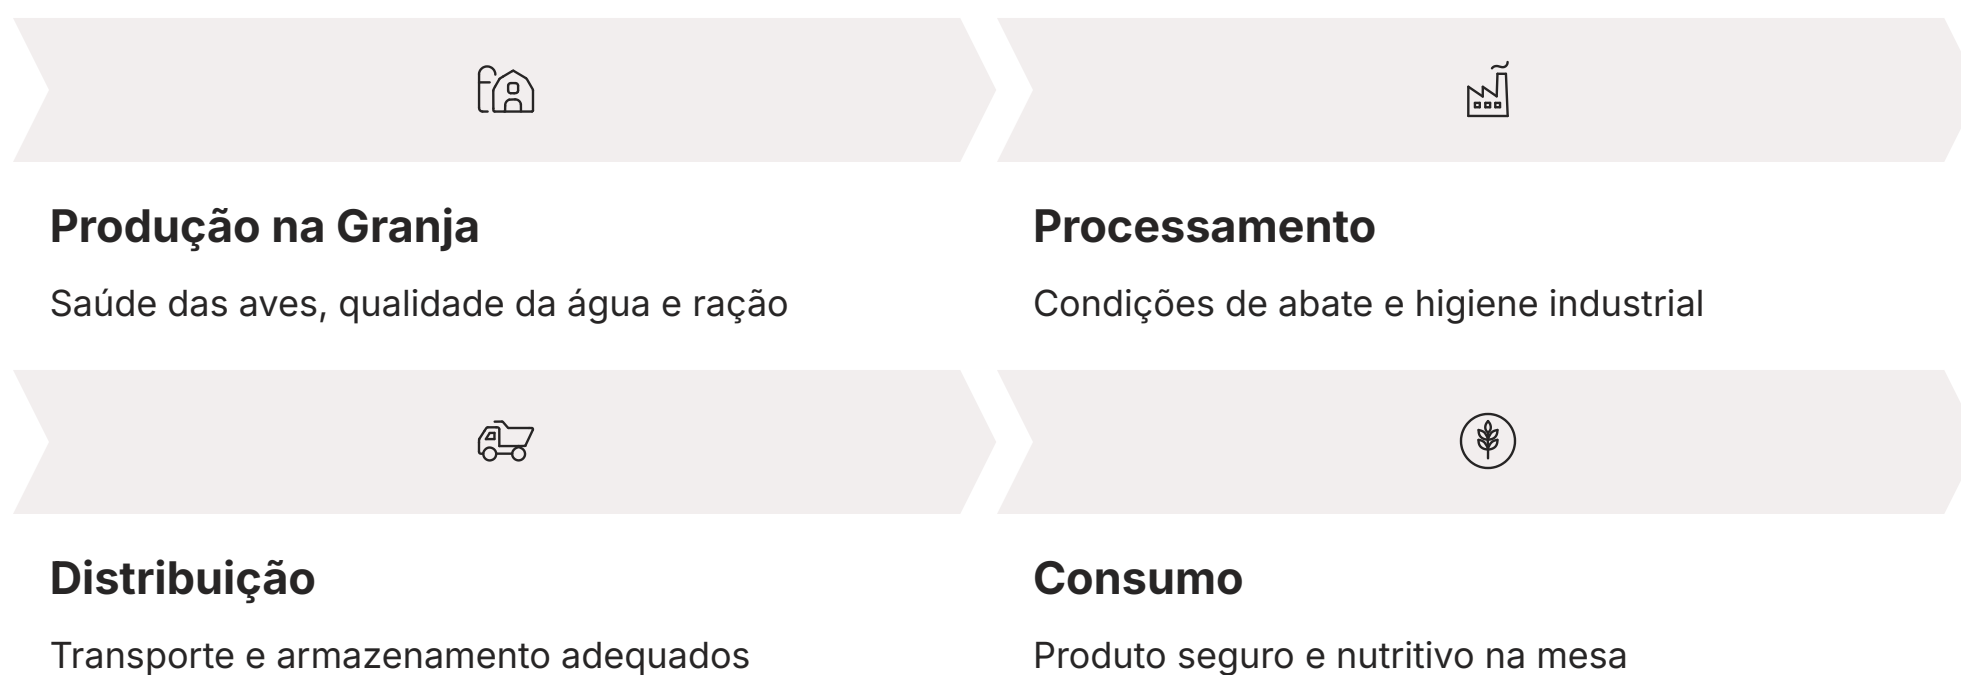 Produção na Granja
Saúde das aves, qualidade da água e ração
Processamento
Condições de abate e higiene industrial
Distribuição
Transporte e armazenamento adequados
Consumo
Produto seguro e nutritivo na mesa